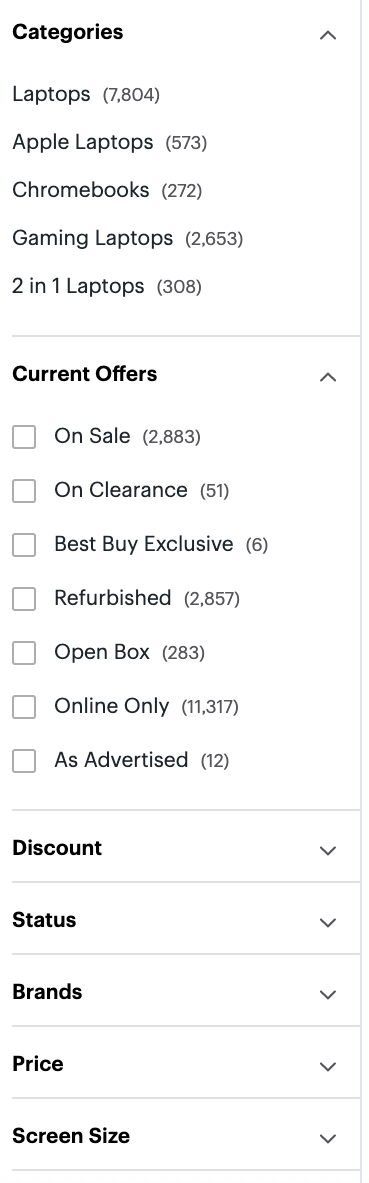 Categories
Laptops (7,804)
Apple Laptops (573)
Chromebooks (272)
Gaming Laptops (2,653)
2 in 1 Laptops (308)
Current Offers
On Sale (2,883)
On Clearance (51)
Best Buy Exclusive (6)
Refurbished (2,857)
Open Box (283)
Online Only (11,317)
As Advertised (12)
Discount
Status
Brands
Price
Screen Size